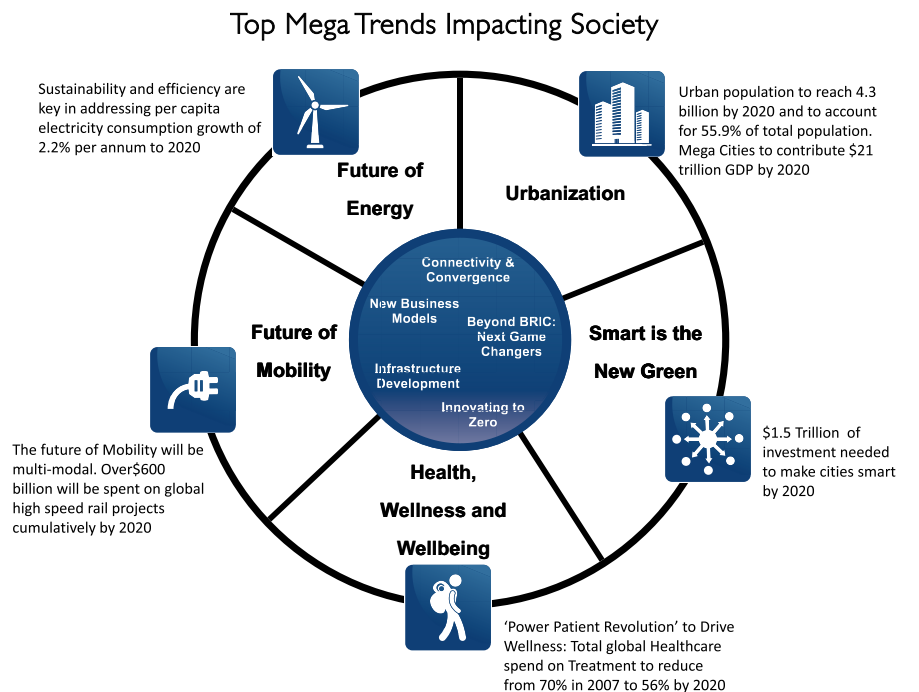 Top Mega Trends Impacting Society
Sustainability and efficiency are
key in addressing per capita
electricity consumption growth of
2.2% per annum to 2020
Urban population to reach 4.3
billion by 2020 and to account
for 55.9% of total population.
Mega Cities to contribute $21
trillion GDP by 2020
Future of
Energy
Urbanization
Connectivity &
Convergence
New Business
Models
Beyond BRIC:
Next Game
Changers
Infrastructure
Development
Innovating to
Zero
Future of
Mobility
Smart is the
New Green
The future of Mobility will be
multi-modal. Over$600
billion will be spent on global
high speed rail projects
cumulatively by 2020
$1.5 Trillion of
investment needed
to make cities smart
by 2020
Health,
Wellness and
Wellbeing
‘Power Patient Revolution’ to Drive
Wellness: Total global Healthcare
spend on Treatment to reduce
from 70% in 2007 to 56% by 2020